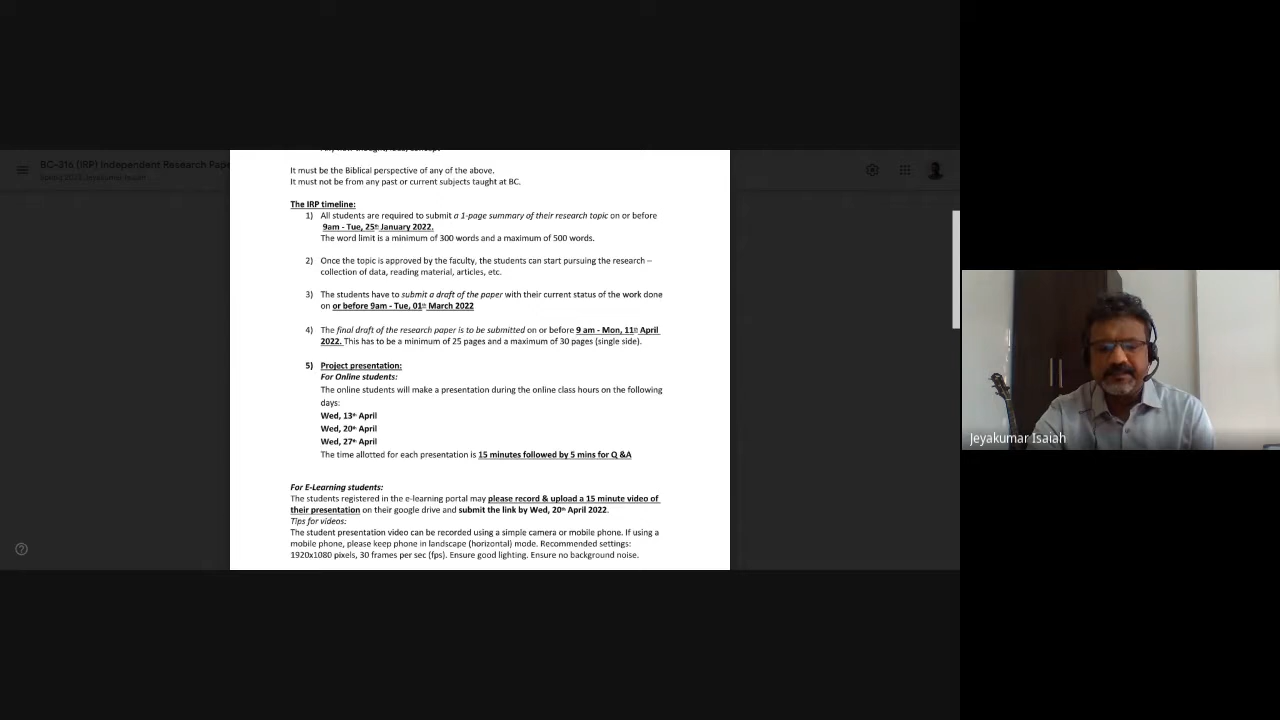 Any new thought, idea, concept
BC-316 (IRP) Independent Research Pape
It must be the Biblical perspective of any of the above.
It must not be from any past or current subjects taught at BC.
The IRP timeline:
1) All students are required to submit a 1-page summary of their research topic on or before
9am - Tue, 25th January 2022.
The word limit is a minimum of 300 words and a maximum of 500 words.
2) Once the topic is approved by the faculty, the students can start pursuing the research –
collection of data, reading material, articles, etc.
3) The students have to submit a draft of the paper with their current status of the work done
on or before 9am - Tue, 01th March 2022
4) The final draft of the research paper is to be submitted on or before 9 am - Mon, 11th April
2022. This has to be a minimum of 25 pages and a maximum of 30 pages (single side).
5) Project presentation:
For Online students:
The online students will make a presentation during the online class hours on the following
days:
Wed, 13th April
Wed, 20th April
Wed, 27th April
The time allotted for each presentation is 15 minutes followed by 5 mins for Q &A
For E-Learning students:
The students registered in the e-learning portal may please record & upload a 15 minute video of
their presentation on their google drive and submit the link by Wed, 20th April 2022.
Tips for videos:
The student presentation video can be recorded using a simple camera or mobile phone. If using a
mobile phone, please keep phone in landscape (horizontal) mode. Recommended settings:
1920x1080 pixels, 30 frames per sec (fps). Ensure good lighting. Ensure no background noise.
Jeyakumar Isaiah